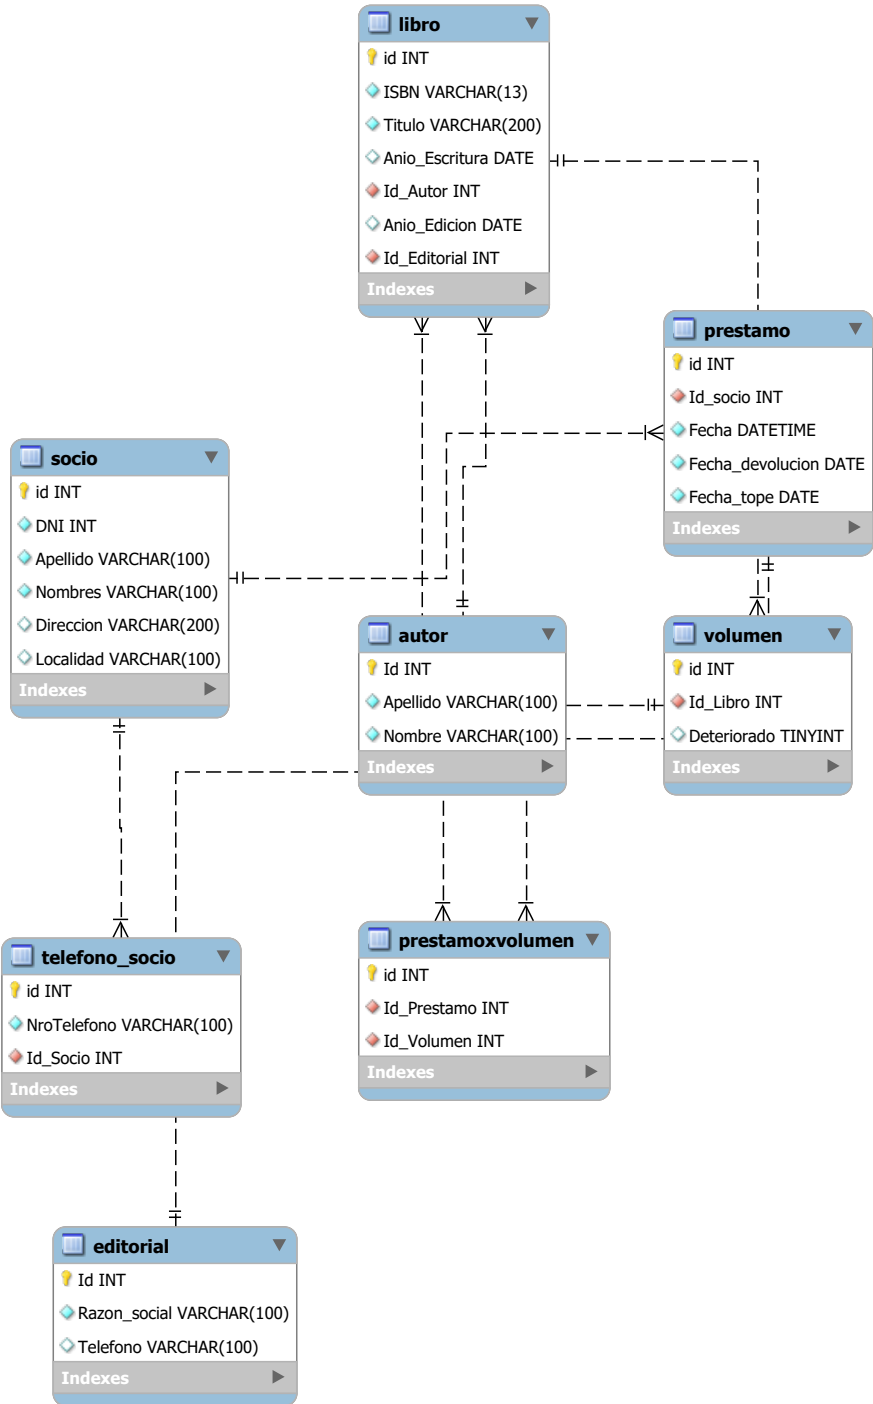 libro
id INT
ISBN VARCHAR(13)
Titulo VARCHAR(200)
Anio_Escritura DATE
Id_Autor INT
Anio_Edicion DATE
Id_Editorial INT
Indexes
prestamo
id INT
Id_socio INT
Fecha DATETIME
Fecha_devolucion DATE
Fecha_tope DATE
Indexes
socio
id INT
DNI INT
Apellido VARCHAR(100)
Nombres VARCHAR(100)
Direccion VARCHAR(200)
Localidad VARCHAR(100)
Indexes
autor
Id INT
Apellido VARCHAR(100)
Nombre VARCHAR(100)
Indexes
volumen
id INT
Id_Libro INT
Deteriorado TINYINT
Indexes
telefono_socio
id INT
NroTelefono VARCHAR(100)
Id_Socio INT
Indexes
prestamoxvolumen
id INT
Id_Prestamo INT
Id_Volumen INT
Indexes
editorial
Id INT
Razon_social VARCHAR(100)
Telefono VARCHAR(100)
Indexes